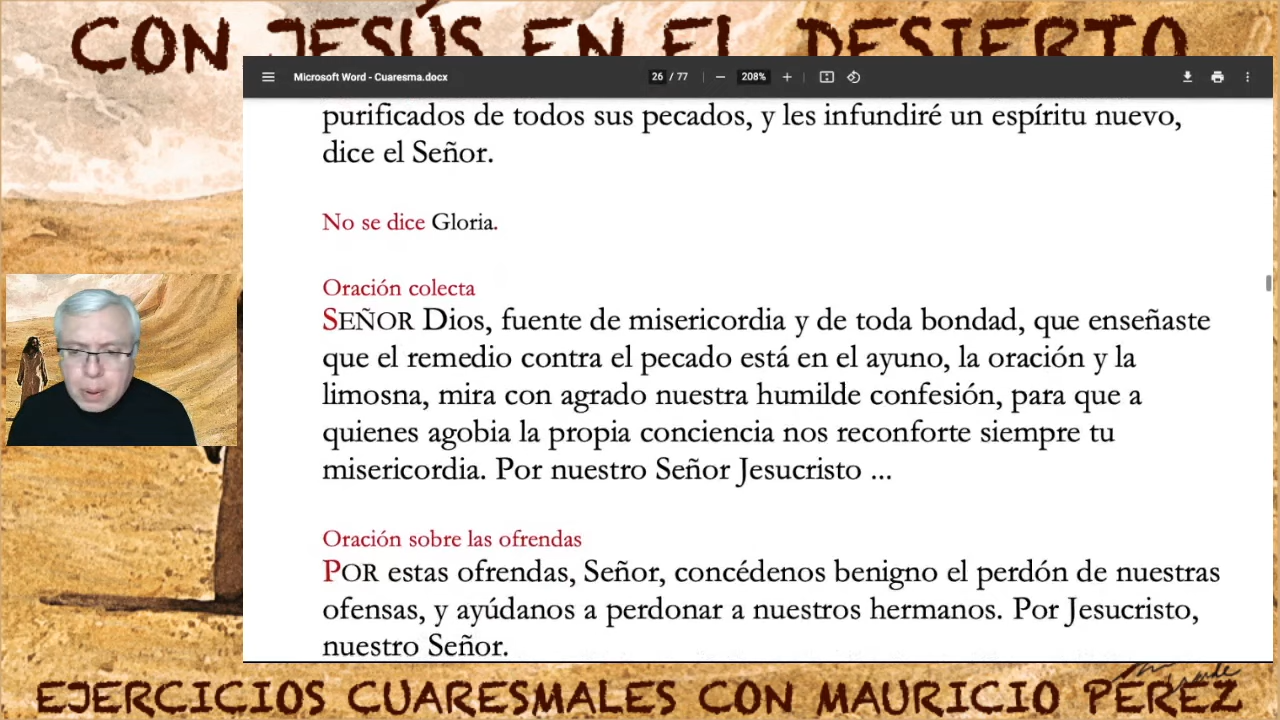 CON JESÚS EN EL DESIERTO
Microsoft Word - Cuaresma.docx
26 / 77
208%
purificados de todos sus pecados, y les infundiré un espíritu nuevo,
dice el Señor.
No se dice Gloria.
Oración colecta
SEÑOR Dios, fuente de misericordia y de toda bondad, que enseñaste
que el remedio contra el pecado está en el ayuno, la oración y la
limosna, mira con agrado nuestra humilde confesión, para que a
quienes agobia la propia conciencia nos reconforte siempre tu
misericordia. Por nuestro Señor Jesucristo ...
Oración sobre las ofrendas
POR estas ofrendas, Señor, concédenos benigno el perdón de nuestras
ofensas, y ayúdanos a perdonar a nuestros hermanos. Por Jesucristo,
nuestro Señor.
EJERCICIOS CUARESMALES CON MAURICIO PÉREZ